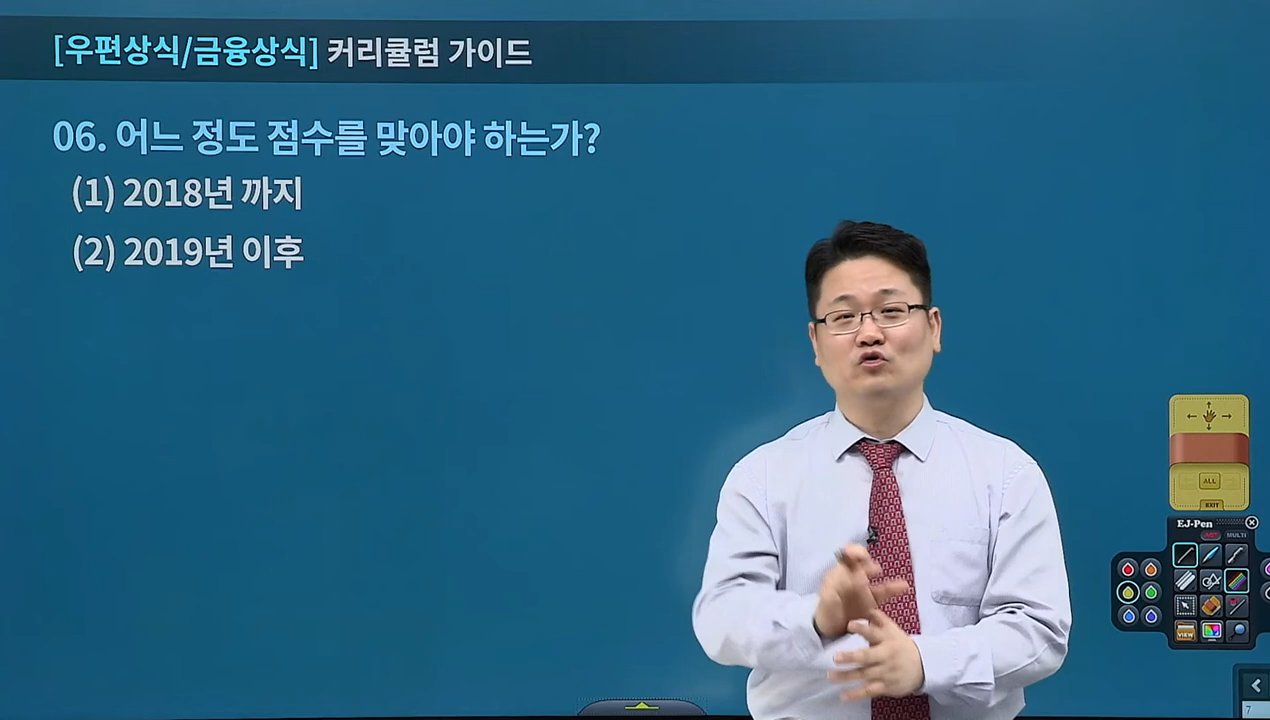 [우편상식/금융상식] 커리큘럼 가이드
06. 어느 정도 점수를 맞아야 하는가?
(1) 2018년 까지
(2) 2019년 이후
ALL
EXIT
EJ-Pen
MULTI
VIEW
7